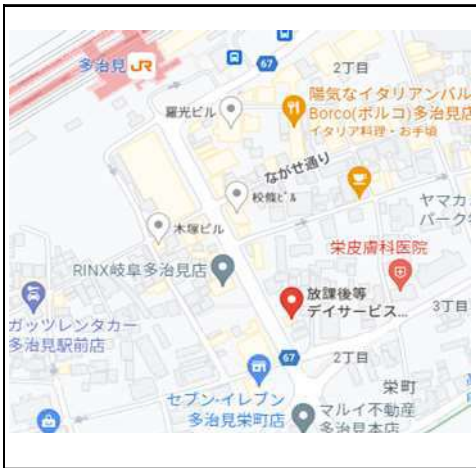 多治見 JR
67
2丁目
陽気なイタリアンバル
Borco(ボルコ)多治見店
イタリア料理・お手頃
羅光ビル
ながせ通り
校條ビル
ヤマカ
木塚ビル
栄皮膚科医院
RINX岐阜多治見店
放課後等
デイサービス...
3丁目
ガッツレンタカー
多治見駅前店
67
2丁目
セブン-イレブン
多治見栄町店
栄町
マルイ不動産
多治見本店